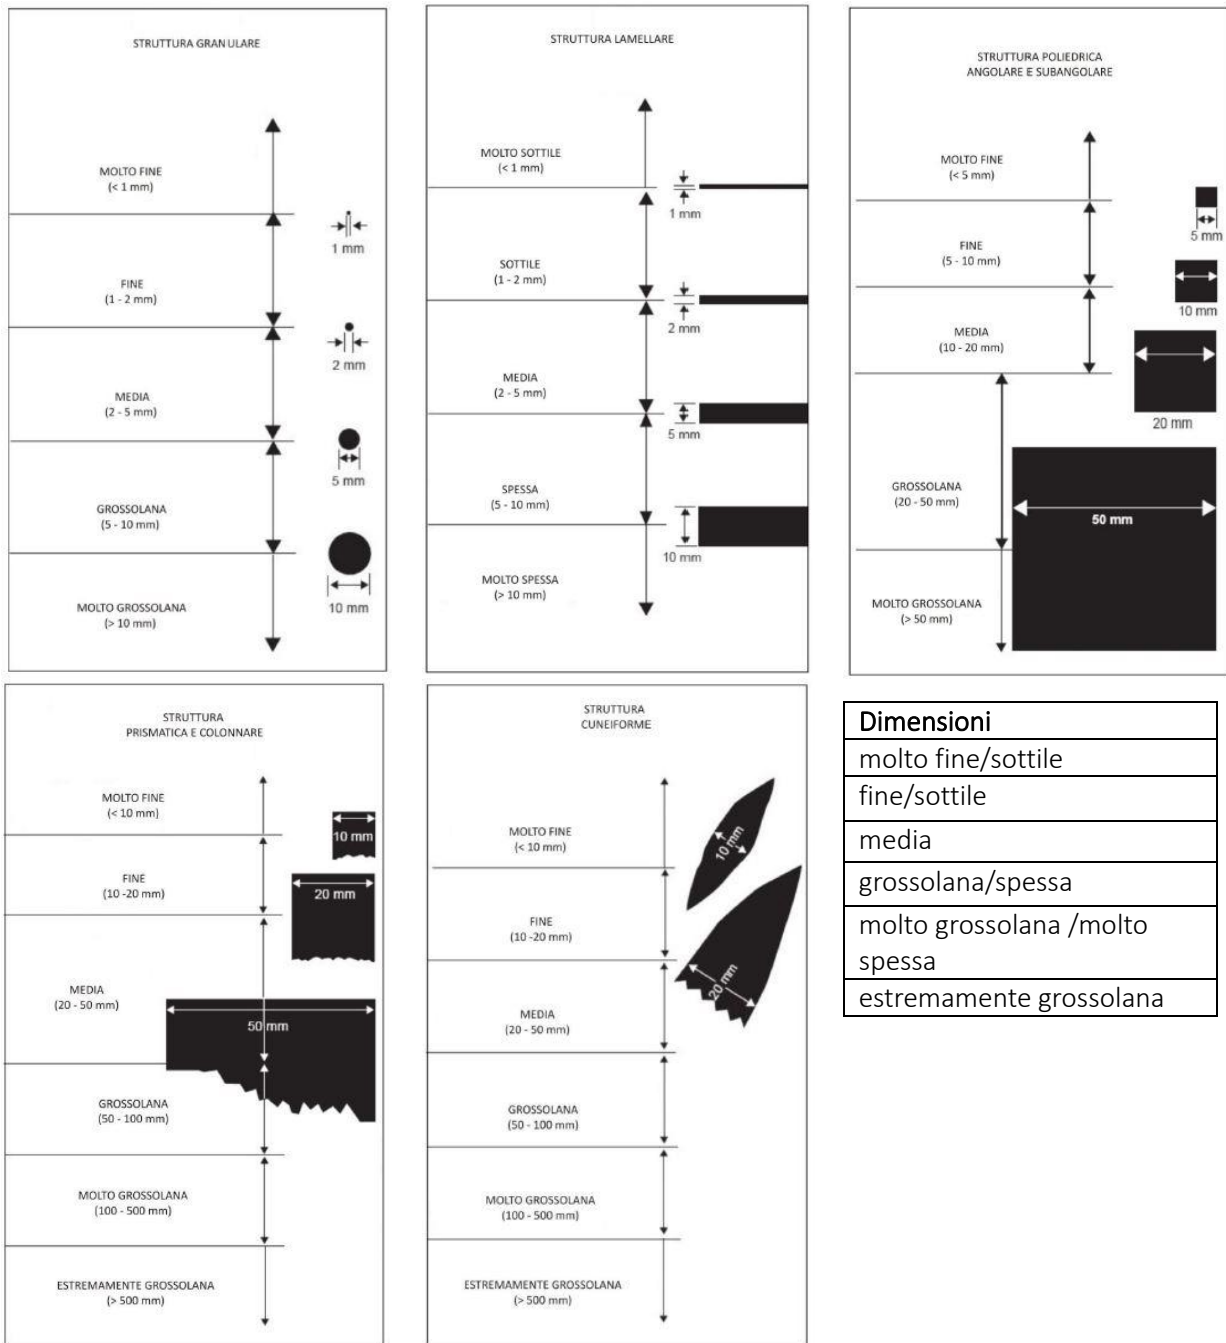 STRUTTURA GRANULARE
MOLTO FINE
(< 1 mm)
1 mm
FINE
(1 - 2 mm)
2 mm
MEDIA
(2 - 5 mm)
5 mm
GROSSOLANA
(5 - 10 mm)
10 mm
MOLTO GROSSOLANA
(> 10 mm)
STRUTTURA LAMELLARE
MOLTO SOTTILE
(< 1 mm)
1 mm
SOTTILE
(1 - 2 mm)
2 mm
MEDIA
(2 - 5 mm)
5 mm
SPESSA
(5 - 10 mm)
10 mm
MOLTO SPESSA
(> 10 mm)
STRUTTURA POLIEDRICA
ANGOLARE E SUBANGOLARE
MOLTO FINE
(< 5 mm)
5 mm
FINE
(5 - 10 mm)
10 mm
MEDIA
(10 - 20 mm)
20 mm
GROSSOLANA
(20 - 50 mm)
50 mm
MOLTO GROSSOLANA
(> 50 mm)
STRUTTURA
PRISMATICA E COLONNARE
MOLTO FINE
(< 10 mm)
10 mm
FINE
(10 -20 mm)
20 mm
MEDIA
(20 - 50 mm)
50 mm
GROSSOLANA
(50 - 100 mm)
MOLTO GROSSOLANA
(100 - 500 mm)
ESTREMAMENTE GROSSOLANA
(> 500 mm)
STRUTTURA
CUNEIFORME
MOLTO FINE
(< 10 mm)
10 mm
FINE
(10 -20 mm)
20 mm
MEDIA
(20 - 50 mm)
GROSSOLANA
(50 - 100 mm)
MOLTO GROSSOLANA
(100 - 500 mm)
ESTREMAMENTE GROSSOLANA
(> 500 mm)
Dimensioni
molto fine/sottile
fine/sottile
media
grossolana/spessa
molto grossolana /molto
spessa
estremamente grossolana